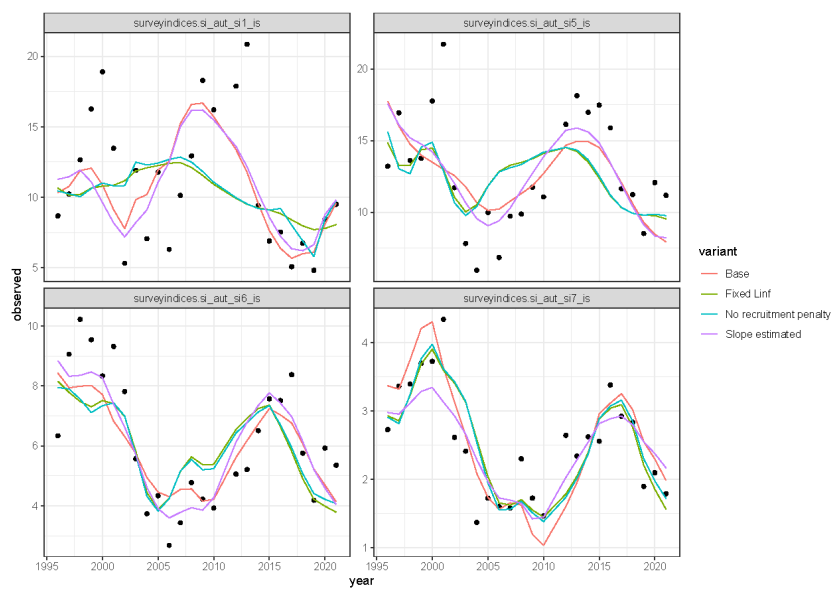 surveyindices.si_aut_si1_is
surveyindices.si_aut_si5_is
20
15
10
5
20
15
10
surveyindices.si_aut_si6_is
surveyindices.si_aut_si7_is
10
8
6
4
4
3
2
1
1995
2000
2005
2010
2015
2020
1995
2000
2005
2010
2015
2020
year
observed
variant
Base
Fixed Linf
No recruitment penalty
Slope estimated